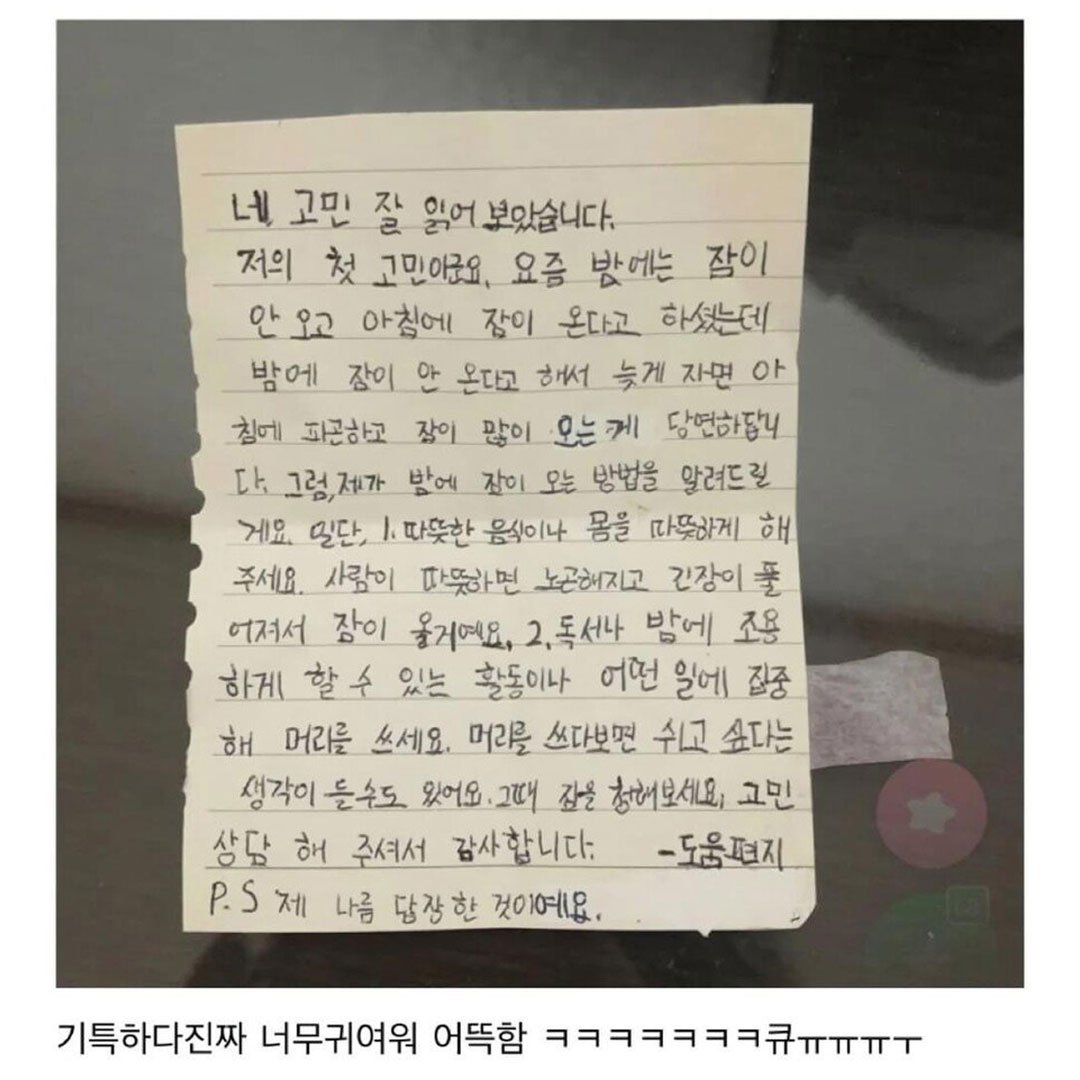 네, 고민 잘 읽어 보았습니다.
저의 첫 고민이군요, 요즘 밤에는 잠이
안 오고 아침에 잠이 온다고 하셨는데
밤에 잠이 안 온다고 해서 늦게 자면 아
침에 피곤하고 잠이 많이 오는게 당연하답니
다. 그럼, 제가 밤에 잠이 오는 방법을 알려드릴
게요. 일단, 1. 따뜻한 음식이나 몸을 따뜻하게 해
주세요. 사람이 따뜻하면 노곤해지고 긴장이 풀
어져서 잠이 올거예요, 2. 독서나 밤에 조용
하게 할 수 있는 활동이나 어떤 일에 집중
해 머리를 쓰세요. 머리를 쓰다보면 쉬고 싶다는
생각이 들수도 있어요. 그때 잠을 청해보세요, 고민
상담 해 주셔서 감사합니다. -도움편지
P.S 제 나름 답장한 것이예요.
기특하다진짜 너무귀여워 어뜩함 ㅋㅋㅋㅋㅋㅋㅋ큐ㅠㅠㅠㅜ